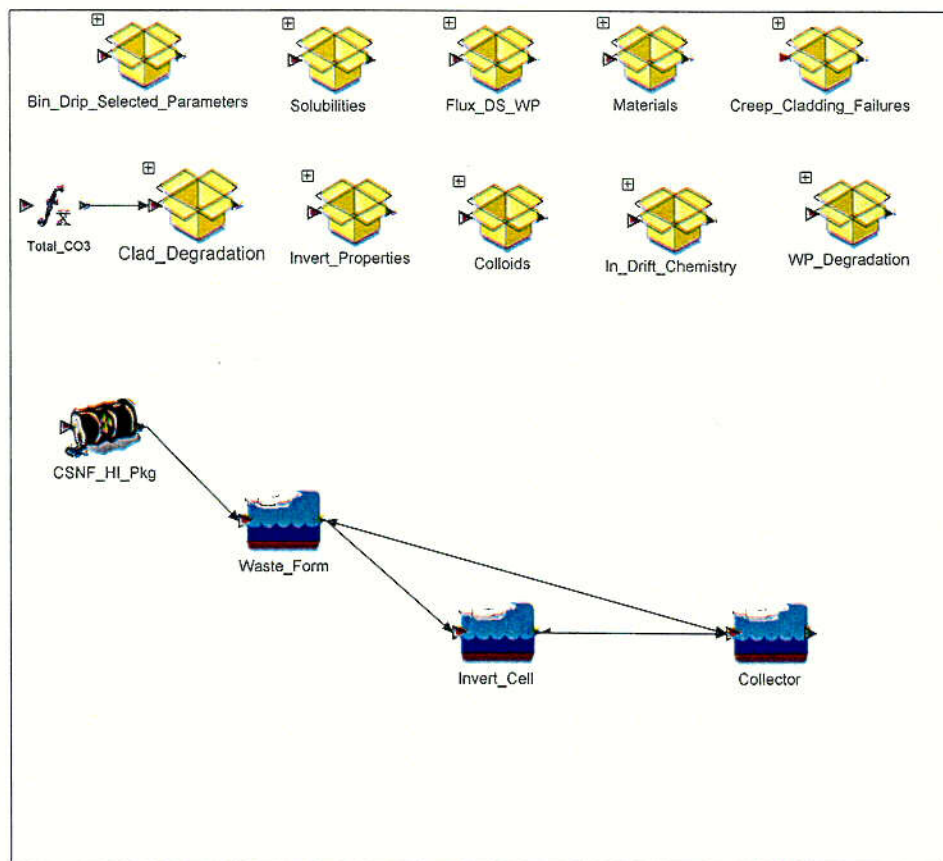 Bin_Drip_Selected_Parameters
Solubilities
Flux_DS_WP
Materials
Creep_Cladding_Failures
Total_CO3
Clad_Degradation
Invert_Properties
Colloids
In_Drift_Chemistry
WP_Degradation
CSNF_HI_Pkg
Waste_Form
Invert_Cell
Collector